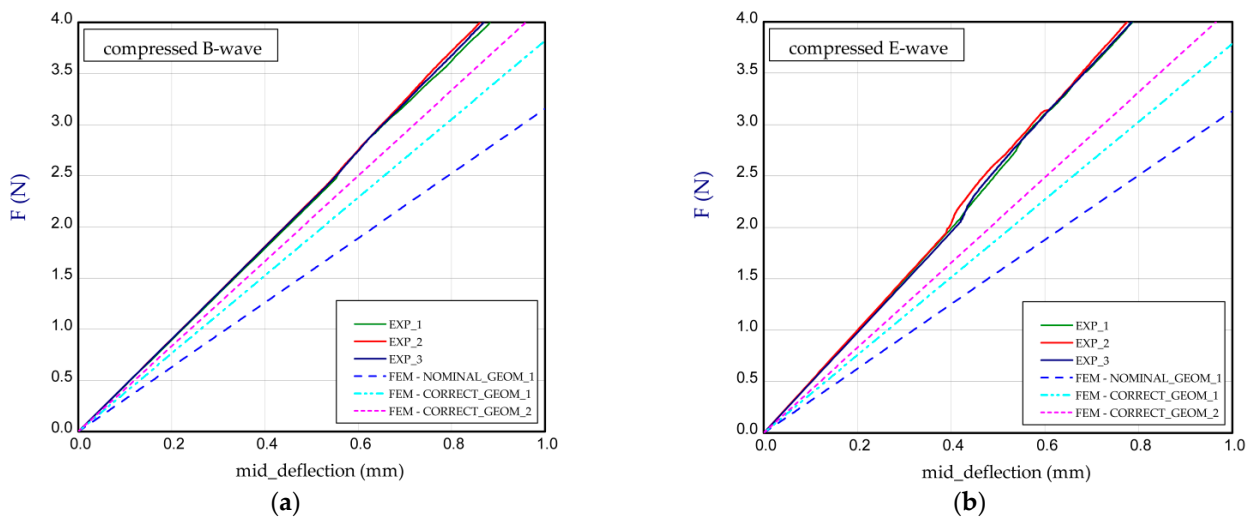 compressed B-wave
F (N)
4.0
3.5
3.0
2.5
2.0
1.5
1.0
0.5
0.0
EXP_1
EXP_2
EXP_3
FEM - NOMINAL_GEOM_1
FEM - CORRECT_GEOM_1
FEM - CORRECT_GEOM_2
0.0 0.2 0.4 0.6 0.8 1.0
mid_deflection (mm)
(a)
compressed E-wave
F (N)
4.0
3.5
3.0
2.5
2.0
1.5
1.0
0.5
0.0
EXP_1
EXP_2
EXP_3
FEM - NOMINAL_GEOM_1
FEM - CORRECT_GEOM_1
FEM - CORRECT_GEOM_2
0.0 0.2 0.4 0.6 0.8 1.0
mid_deflection (mm)
(b)